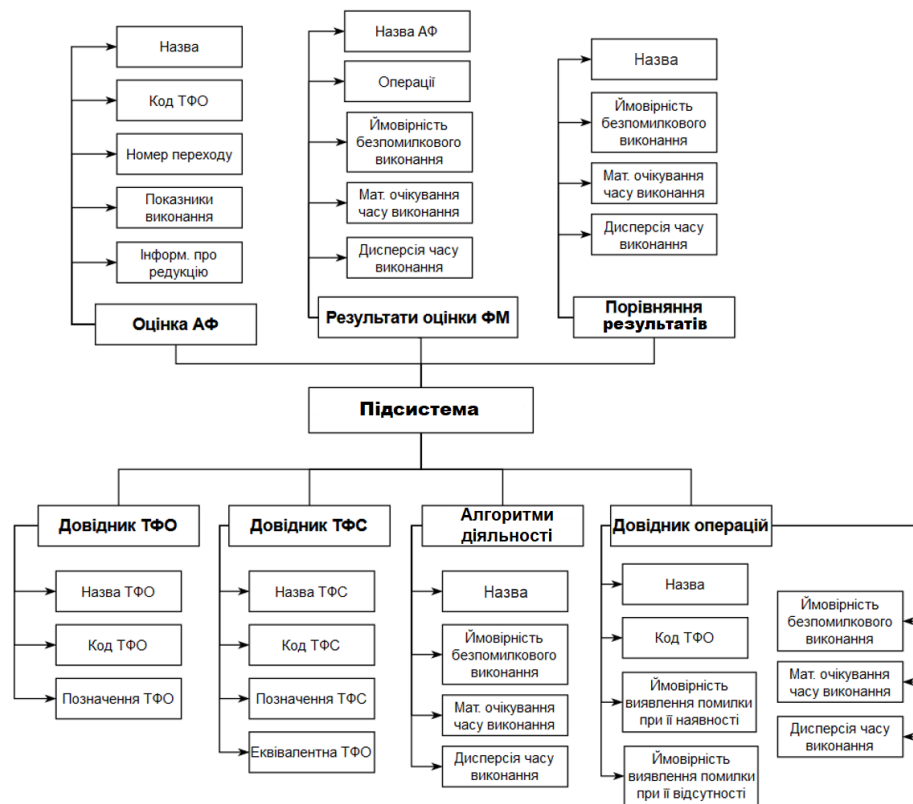 Назва
Код ТФО
Номер переходу
Показники
виконання
Інформ. про
редукцію
Оцінка АФ
Назва АФ
Операції
Ймовірність
безпомилкового
виконання
Мат. очікування
часу виконання
Дисперсія часу
виконання
Результати оцінки ФМ
Назва
Ймовірність
безпомилкового
виконання
Мат. очікування
часу виконання
Дисперсія часу
виконання
Порівняння
результатів
Підсистема
Довідник ТФО
Назва ТФО
Код ТФО
Позначення ТФО
Довідник ТФС
Назва ТФС
Код ТФС
Позначення ТФС
Еквівалентна ТФО
Алгоритми
діяльності
Назва
Ймовірність
безпомилкового
виконання
Мат. очікування
часу виконання
Дисперсія часу
виконання
Довідник операцій
Назва
Код ТФО
Ймовірність
виявлення помилки
при її наявності
Ймовірність
виявлення помилки
при її відсутності
Ймовірність
безпомилкового
виконання
Мат. очікування
часу виконання
Дисперсія часу
виконання